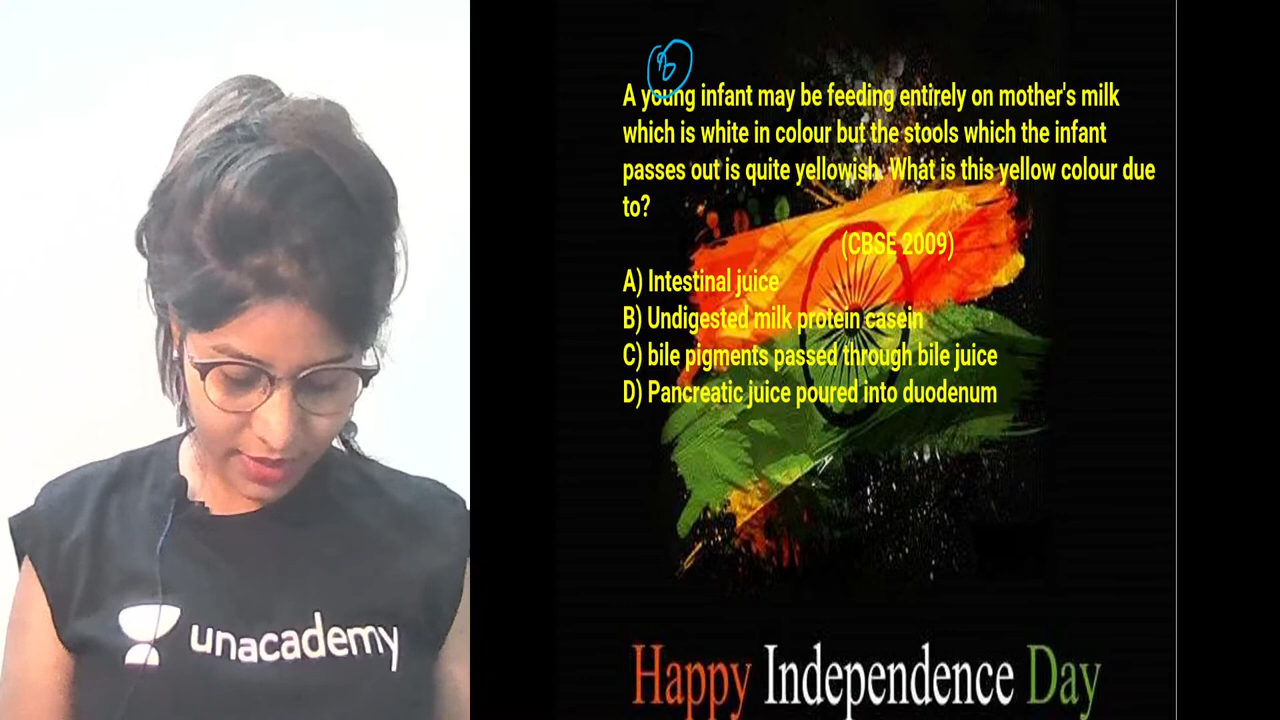 A young infant may be feeding entirely on mother's milk
which is white in colour but the stools which the infant
passes out is quite yellowish. What is this yellow colour due
to?
(CBSE 2009)
A) Intestinal juice
B) Undigested milk protein casein
C) bile pigments passed through bile juice
D) Pancreatic juice poured into duodenum
Happy Independence Day
unacademy